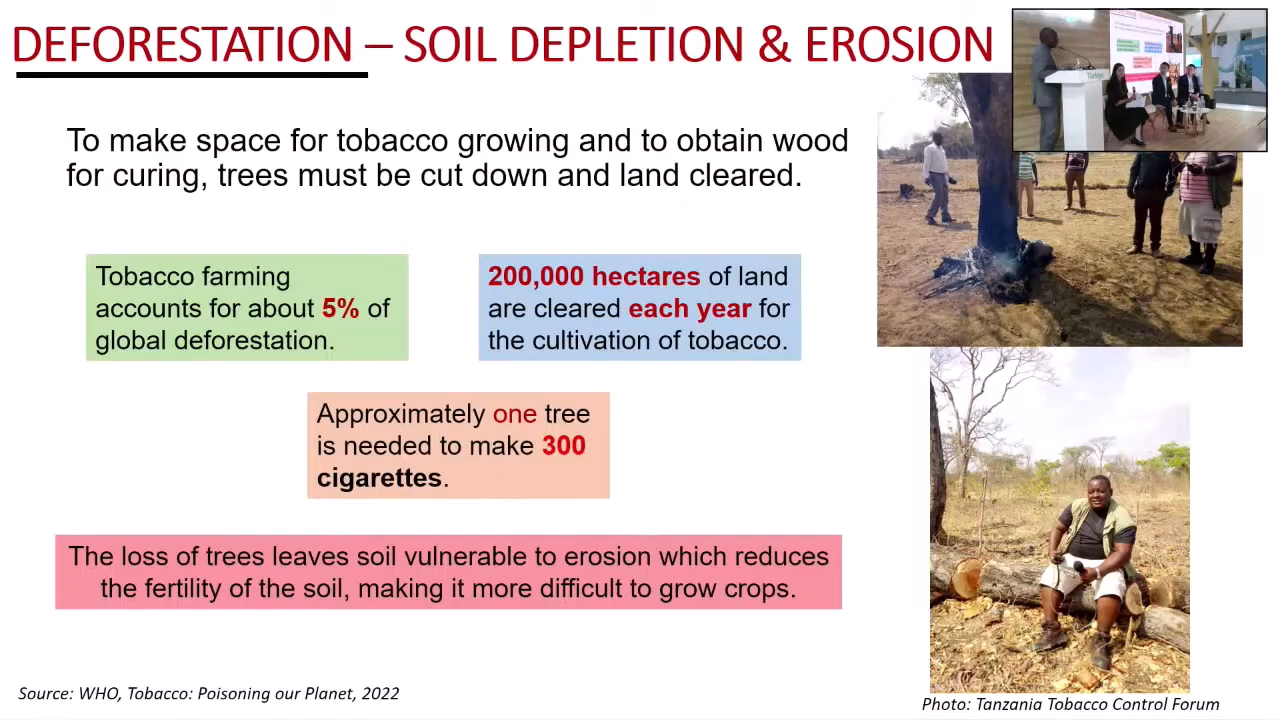 DEFORESTATION – SOIL DEPLETION & EROSION
To make space for tobacco growing and to obtain wood
for curing, trees must be cut down and land cleared.
Tobacco farming
accounts for about 5% of
global deforestation.
200,000 hectares of land
are cleared each year for
the cultivation of tobacco.
Approximately one tree
is needed to make 300
cigarettes.
The loss of trees leaves soil vulnerable to erosion which reduces
the fertility of the soil, making it more difficult to grow crops.
Source: WHO, Tobacco: Poisoning our Planet, 2022
Photo: Tanzania Tobacco Control Forum
Türkiye